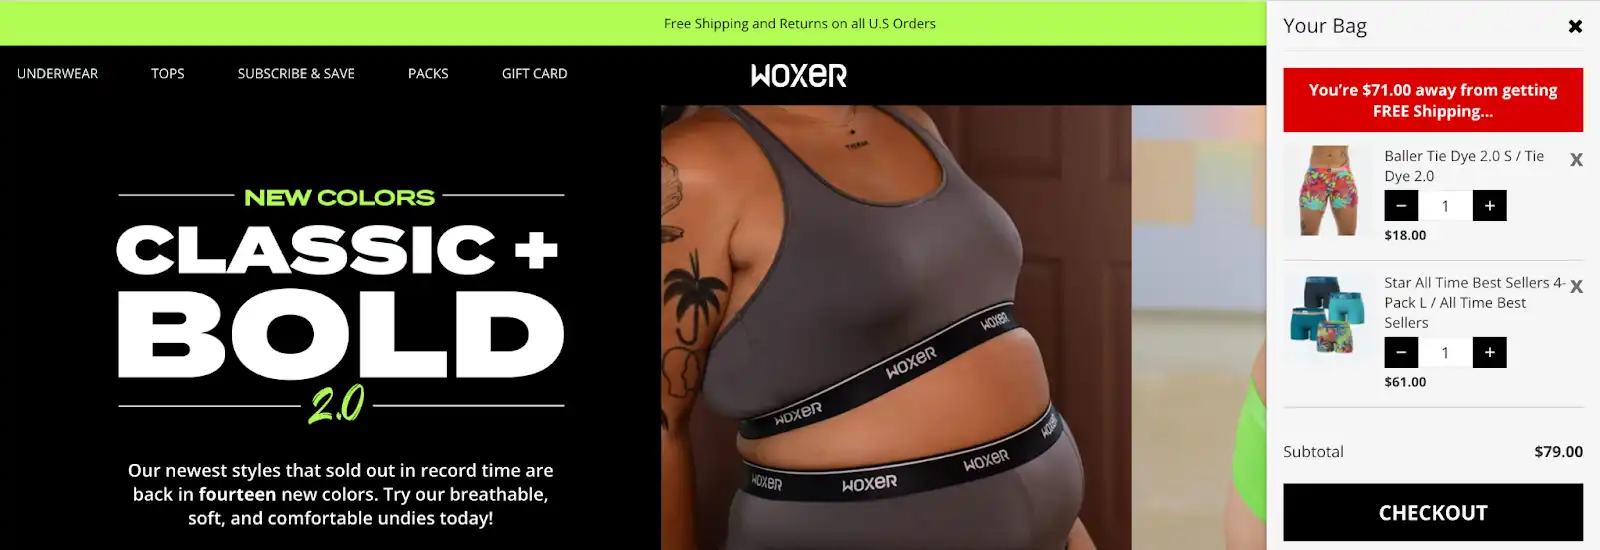 Free Shipping and Returns on all U.S Orders
UNDERWEAR TOPS SUBSCRIBE & SAVE PACKS GIFT CARD
WOXER
NEW COLORS
CLASSIC +
BOLD
2.0
Our newest styles that sold out in record time are
back in fourteen new colors. Try our breathable,
soft, and comfortable undies today!
WOXER
WOXER
WOXER
WOXER
WOXER
WOXER
WOXER
Your Bag
You're $71.00 away from getting
FREE Shipping...
Baller Tie Dye 2.0 S / Tie
Dye 2.0
X
− 1 +
$18.00
Star All Time Best Sellers 4-
Pack L / All Time Best
Sellers
X
− 1 +
$61.00
Subtotal $79.00
CHECKOUT